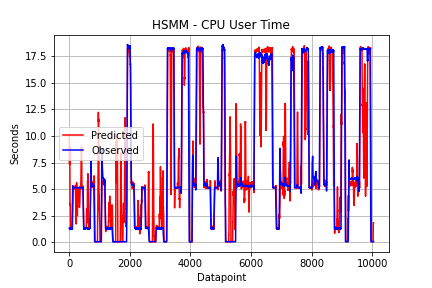 HSMM - CPU User Time
17.5
15.0
12.5
10.0
7.5
5.0
2.5
0.0
Seconds
Predicted
Observed
0 2000 4000 6000 8000 10000
Datapoint